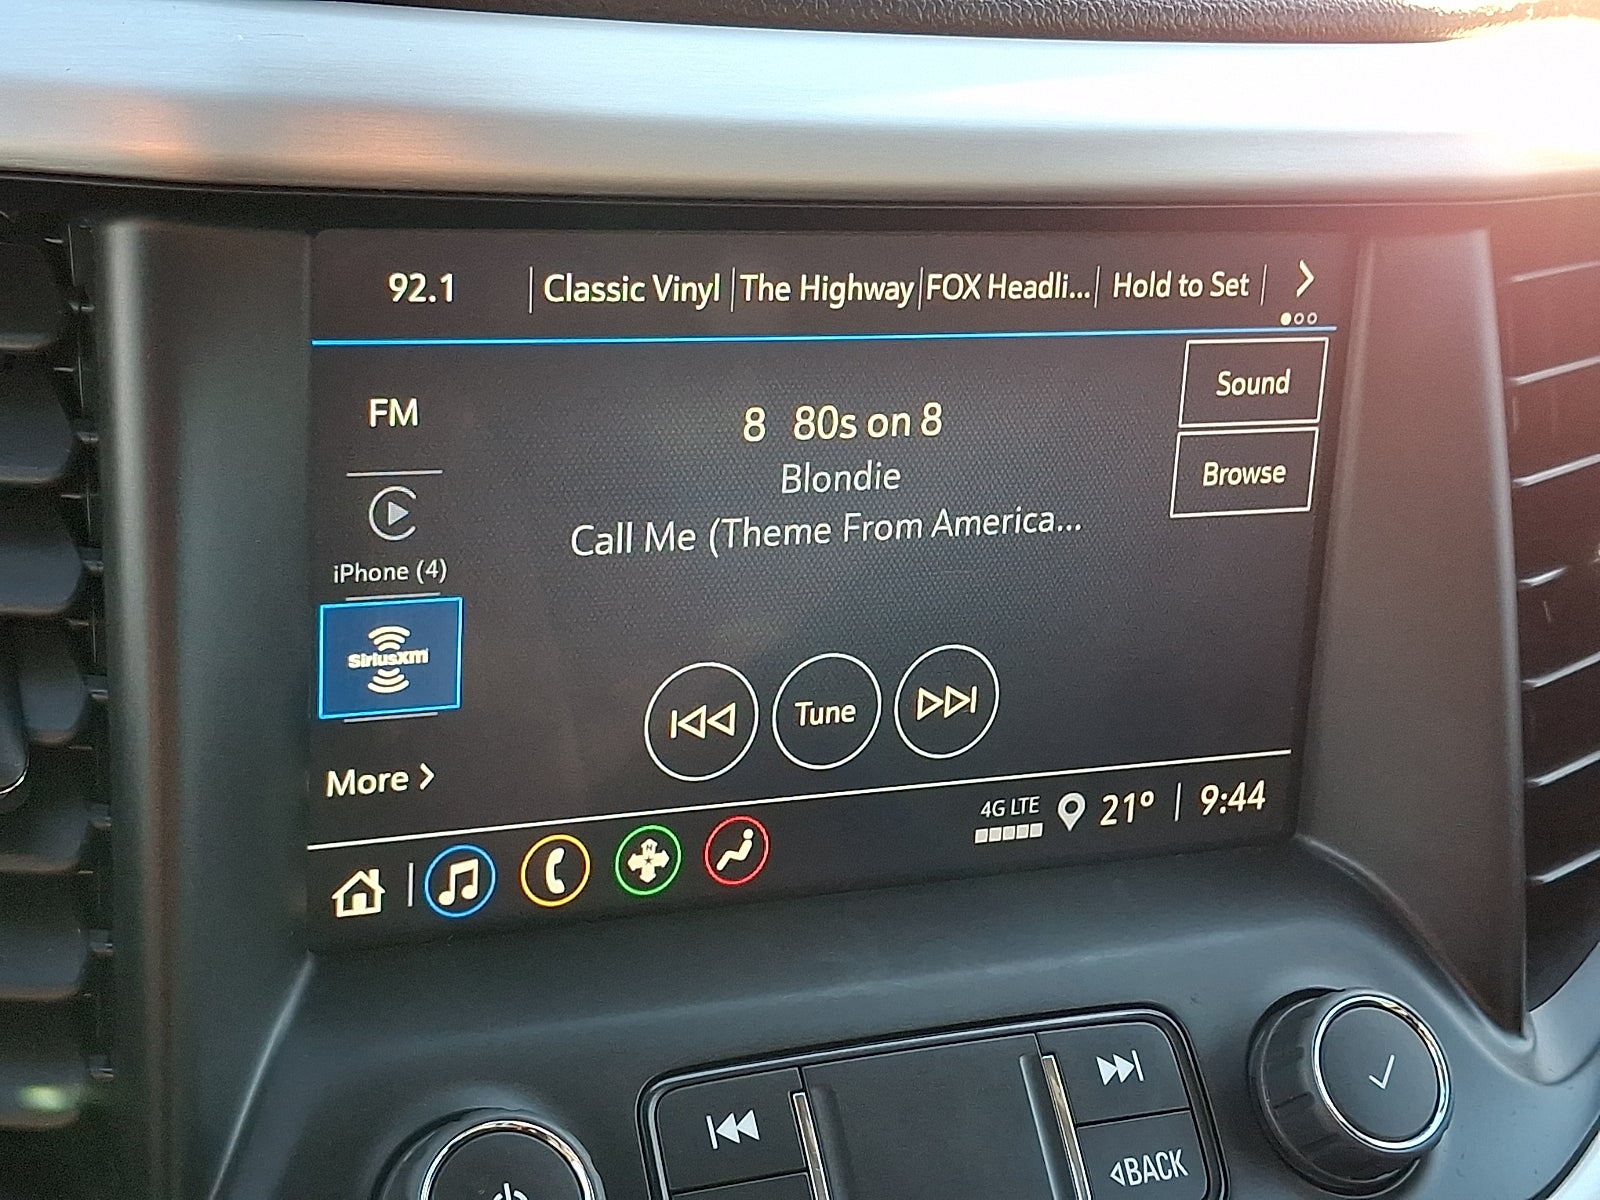 92.1 Classic Vinyl The Highway FOX Headli... Hold to Set
FM
8 80s on 8
Sound
Blondie
Browse
Call Me (Theme From America...
iPhone (4)
SiriusXM
Tune
More
4G LTE 21° 9:44
N
BACK